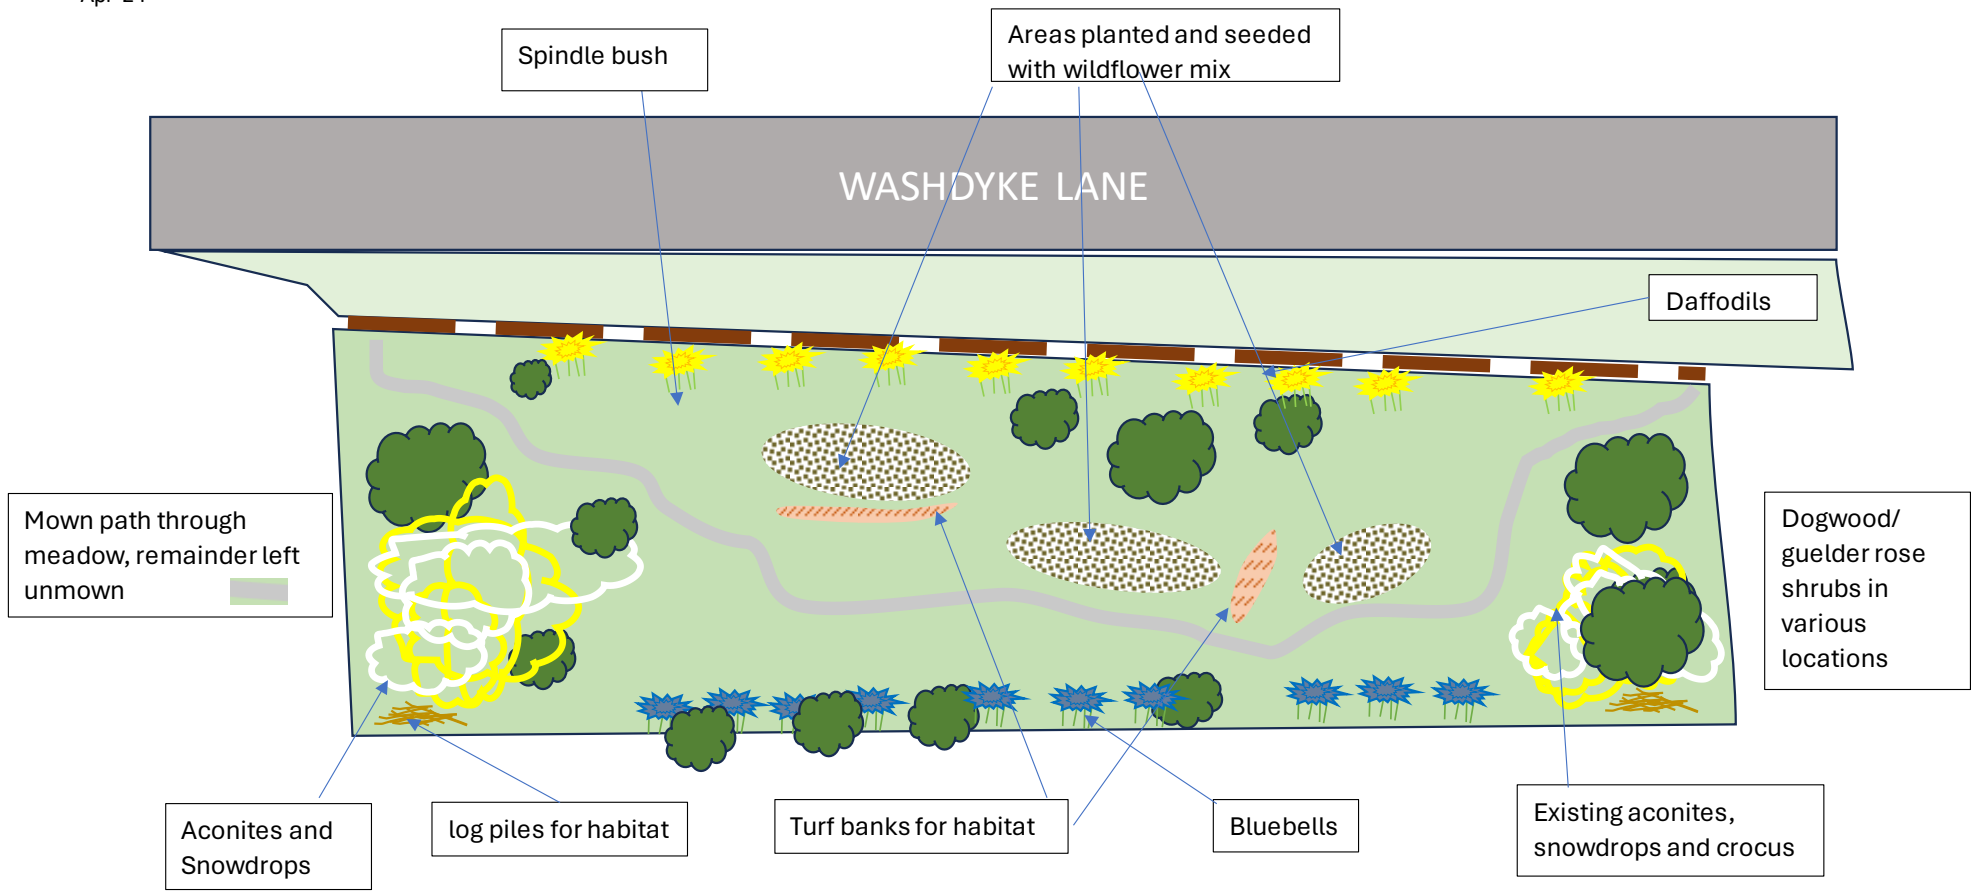 Spindle bush
Areas planted and seeded
with wildflower mix
WASHDYKE LANE
Daffodils
Mown path through
meadow, remainder left
unmown
Dogwood/
guelder rose
shrubs in
various
locations
Aconites and
Snowdrops
log piles for habitat
Turf banks for habitat
Bluebells
Existing aconites,
snowdrops and crocus